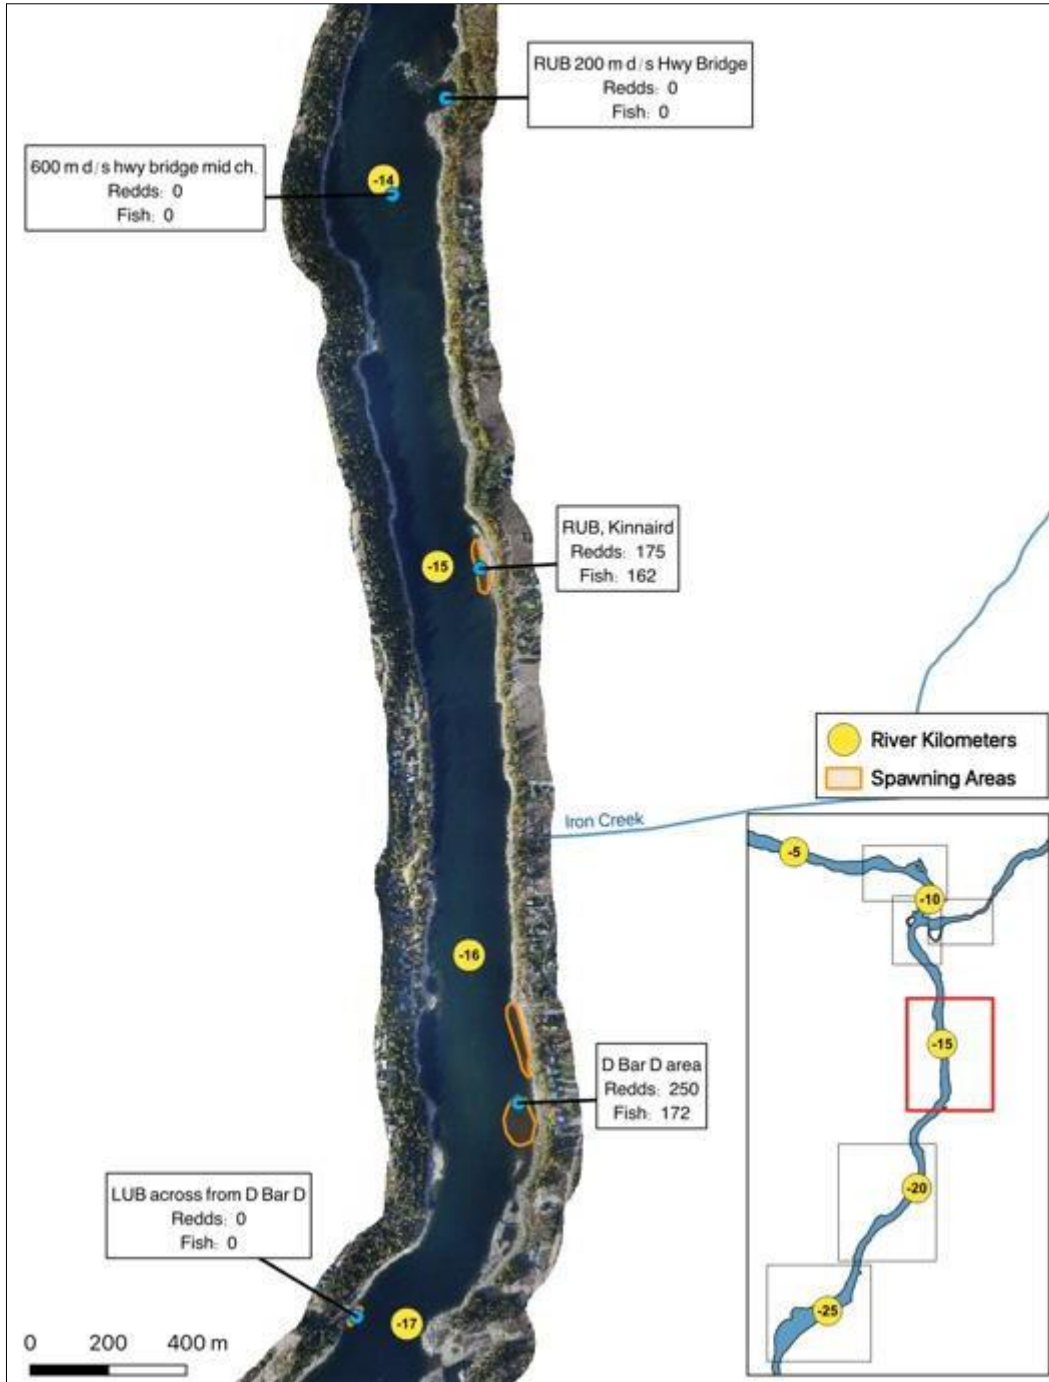 RUB 200 m d/s Hwy Bridge
Redds: 0
Fish: 0
600 m d/s hwy bridge mid ch.
Redds: 0
Fish: 0
-14
RUB, Kinnaird
Redds: 175
Fish: 162
-15
River Kilometers
Spawning Areas
Iron Creek
-5
-10
-15
-20
-25
-16
D Bar D area
Redds: 250
Fish: 172
LUB across from D Bar D
Redds: 0
Fish: 0
-17
0 200 400 m